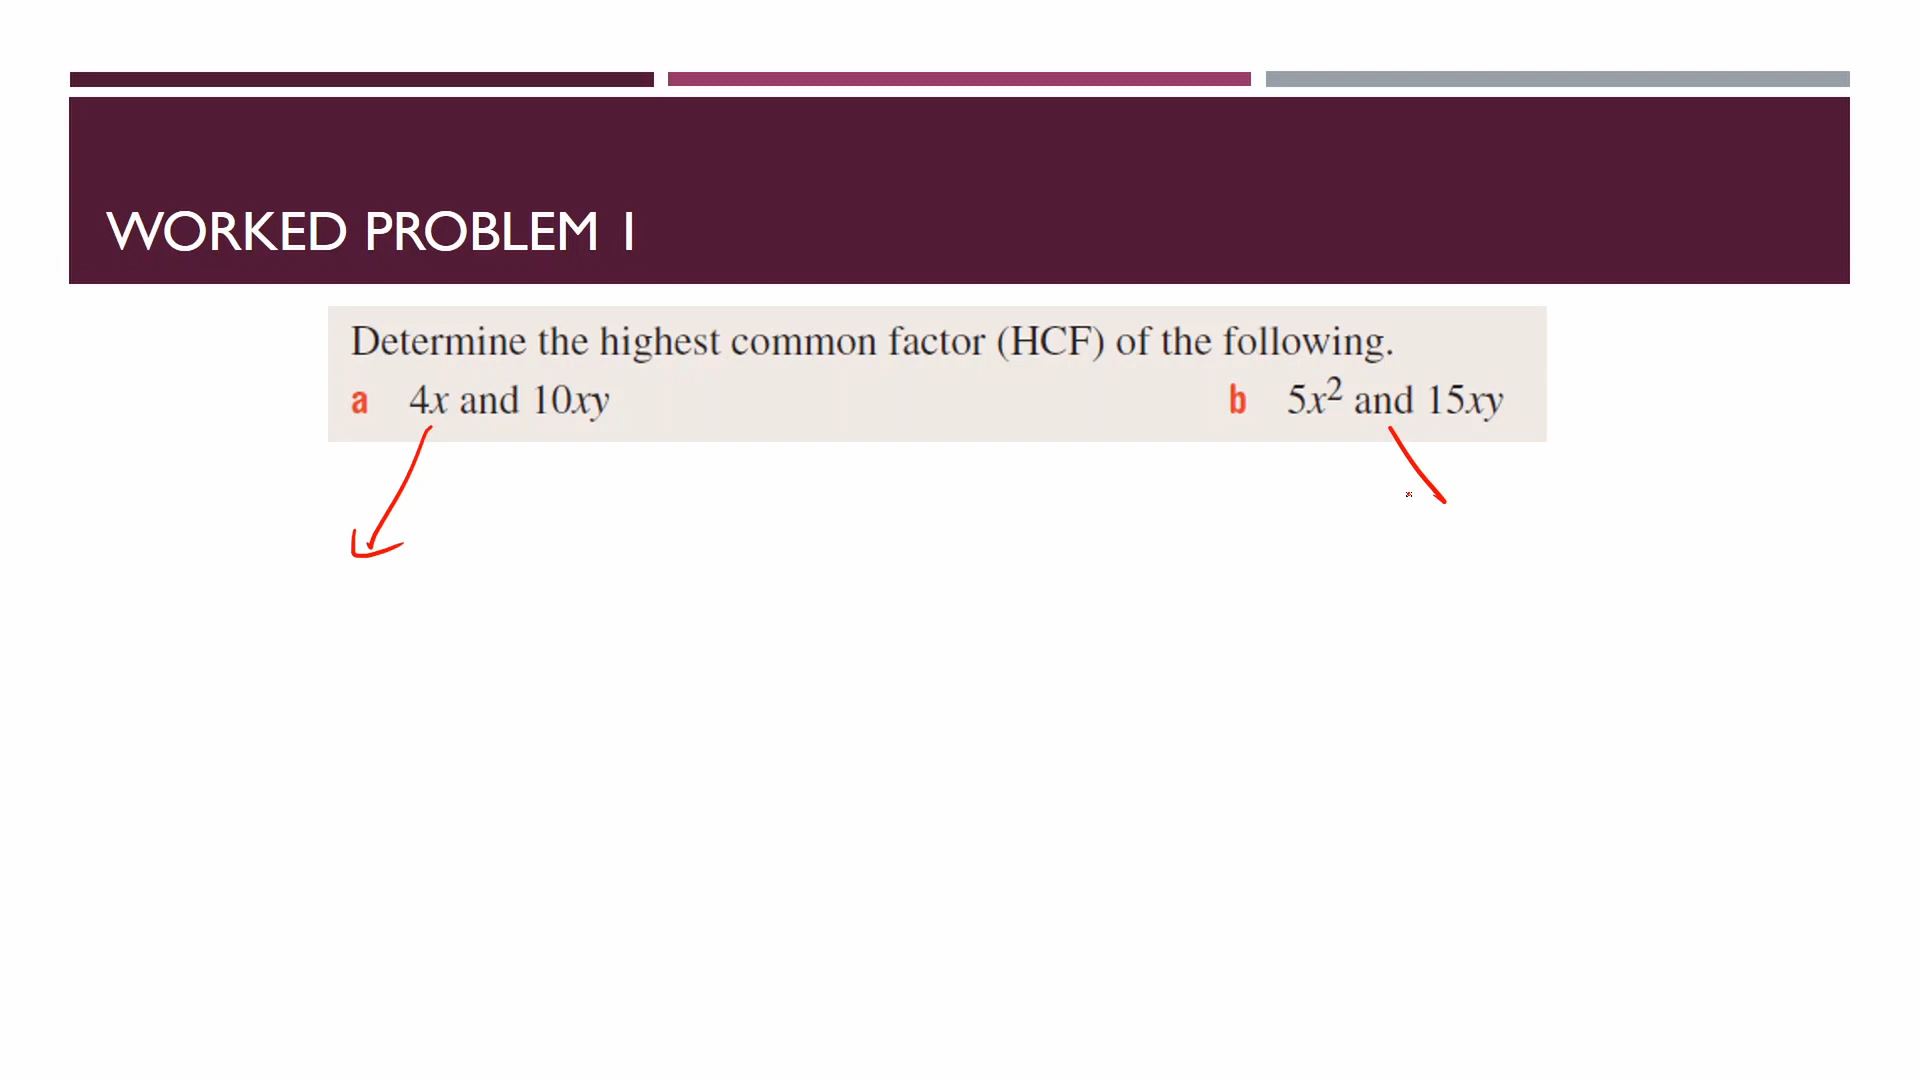 WORKED PROBLEM 1
Determine the highest common factor (HCF) of the following.
a 4x and 10xy
b 5x² and 15xy